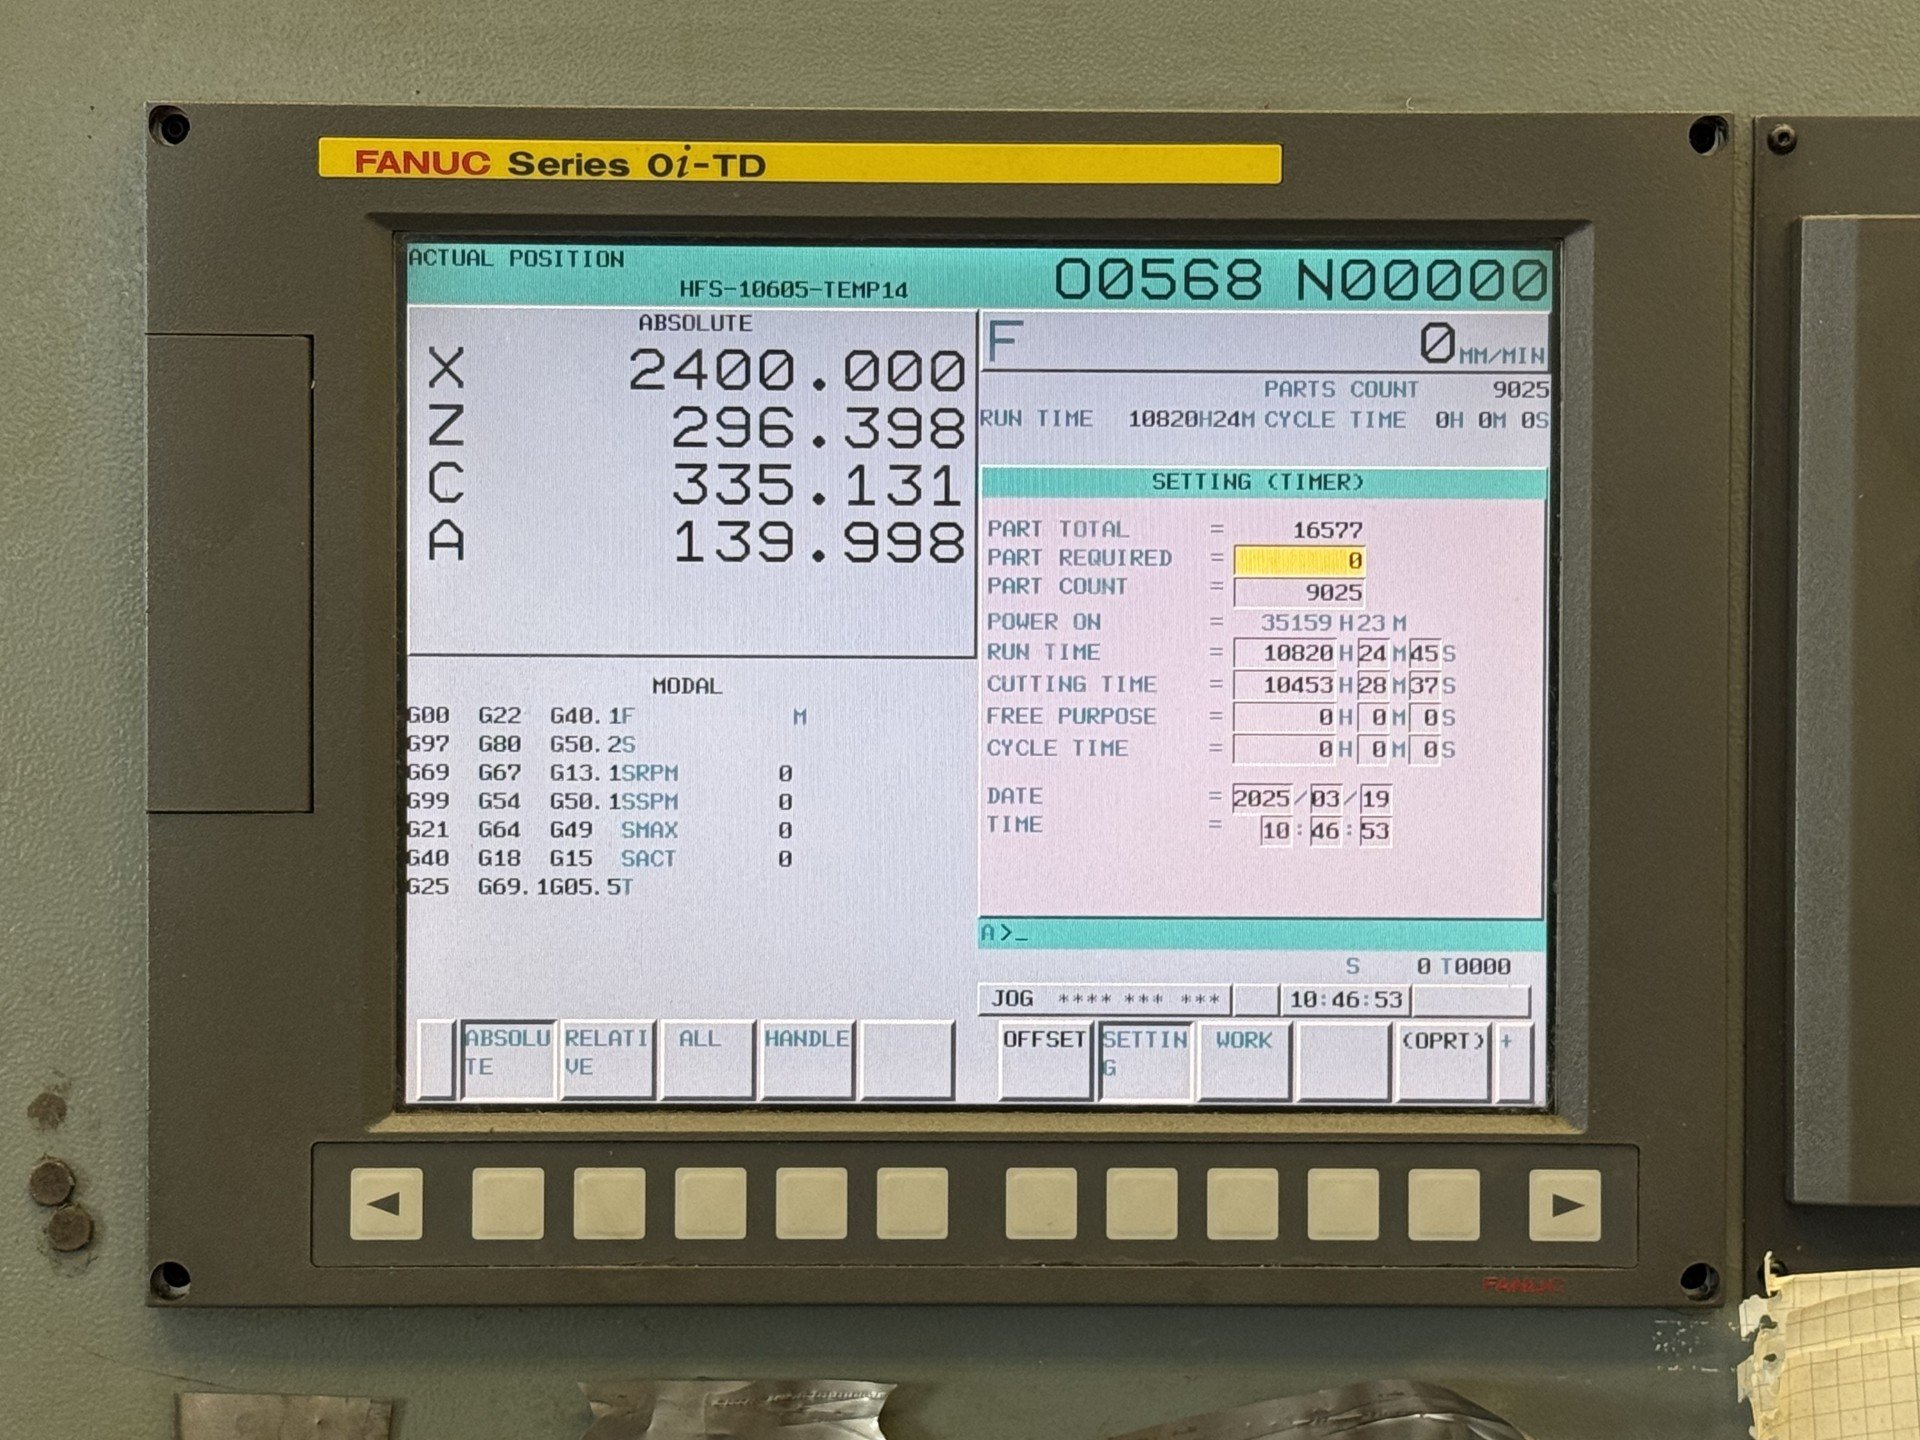 FANUC Series 0i-TD
ACTUAL POSITION
HFS-10605-TEMP14
O0568 N00000
ABSOLUTE
X 2400.000
Z 296.398
C 335.131
A 139.998
F 0 MM/MIN
PARTS COUNT 9025
RUN TIME 10820H24M CYCLE TIME 0H 0M 0S
SETTING (TIMER)
PART TOTAL = 16577
PART REQUIRED = 0
PART COUNT = 9025
POWER ON = 35159 H 23 M
RUN TIME = 10820 H 24 M 45 S
CUTTING TIME = 10453 H 28 M 37 S
FREE PURPOSE = 0 H 0 M 0 S
CYCLE TIME = 0 H 0 M 0 S
DATE = 2025/03/19
TIME = 10:46:53
MODAL
G00 G22 G40.1 F M
G97 G80 G50.2 S
G69 G67 G13.1 SRPM 0
G99 G54 G50.1 SSPM 0
G21 G64 G49 SMAX 0
G40 G18 G15 SACT 0
G25 G69.1 G05.5 T
A>_
S 0 T0000
JOG **** *** *** 10:46:53
ABSOLUTE RELATIVE ALL HANDLE
OFFSET SETTING WORK (OPRT) +
FANUC